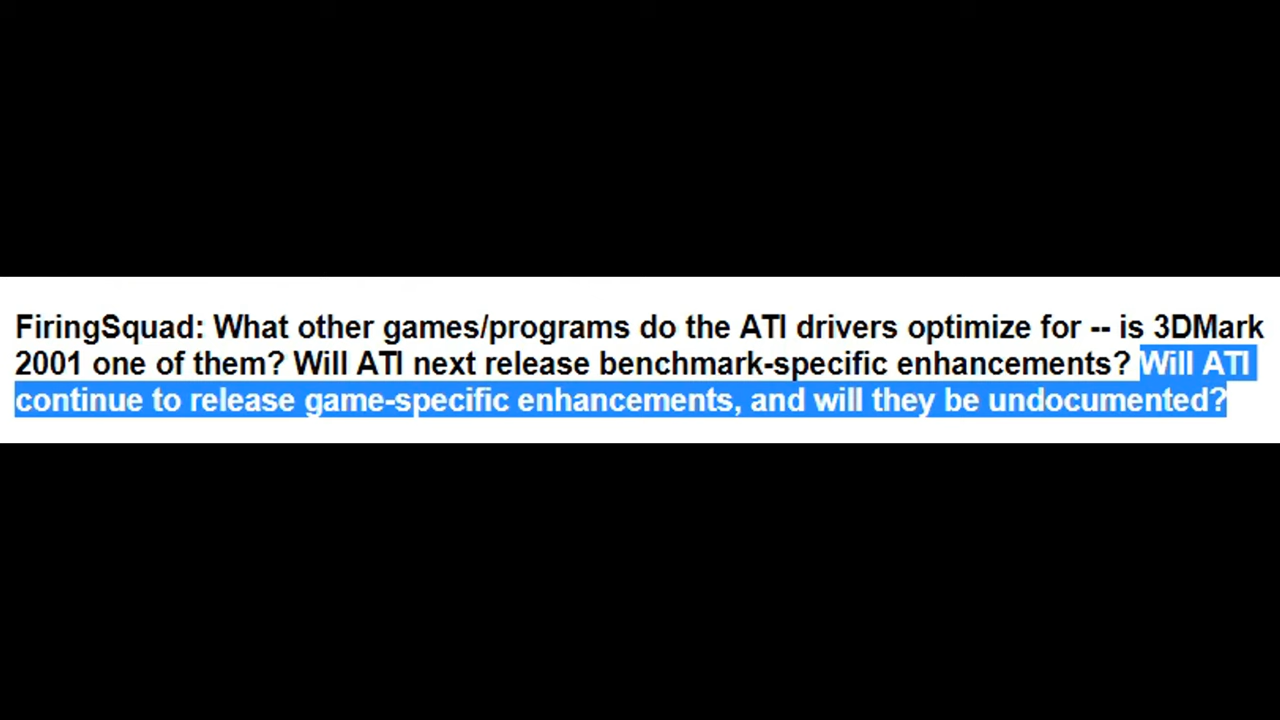 FiringSquad: What other games/programs do the ATI drivers optimize for -- is 3DMark
2001 one of them? Will ATI next release benchmark-specific enhancements? Will ATI
continue to release game-specific enhancements, and will they be undocumented?